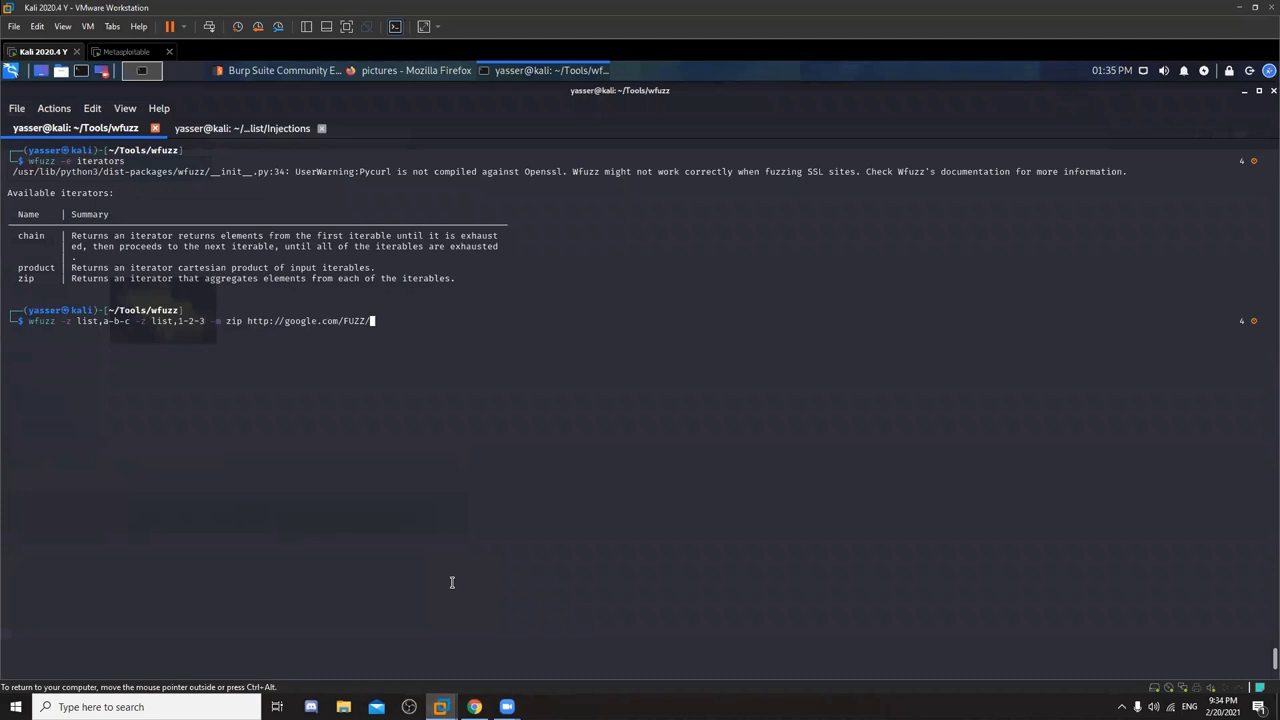 Kali 2020.4 Y - VMware Workstation
File Edit View VM Tabs Help
Kali 2020.4 Y Metasploitable
Burp Suite Community E... pictures - Mozilla Firefox yasser@kali: ~/Tools/wf... 01:35 PM
yasser@kali: ~/Tools/wfuzz
File Actions Edit View Help
yasser@kali: ~/Tools/wfuzz yasser@kali: ~/...list/Injections
(yasser㉿kali)-[~/Tools/wfuzz]
$ wfuzz -e iterators 4
/usr/lib/python3/dist-packages/wfuzz/__init__.py:34: UserWarning:Pycurl is not compiled against Openssl. Wfuzz might not work correctly when fuzzing SSL sites. Check Wfuzz's documentation for more information.
Available iterators:
Name | Summary
chain | Returns an iterator returns elements from the first iterable until it is exhaust
| ed, then proceeds to the next iterable, until all of the iterables are exhausted
| .
product | Returns an iterator cartesian product of input iterables.
zip | Returns an iterator that aggregates elements from each of the iterables.
(yasser㉿kali)-[~/Tools/wfuzz]
$ wfuzz -z list,a-b-c -z list,1-2-3 -m zip http://google.com/FUZZ/ 4
To return to your computer, move the mouse pointer outside or press Ctrl+Alt.
Type here to search ENG 9:34 PM
2/20/2021